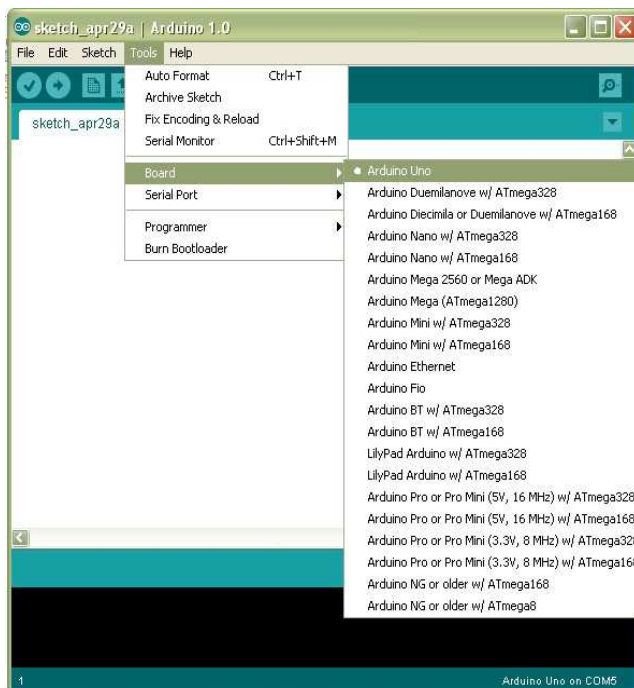 sketch_apr29a | Arduino 1.0
File Edit Sketch Tools Help
sketch_apr29a
Auto Format Ctrl+T
Archive Sketch
Fix Encoding & Reload
Serial Monitor Ctrl+Shift+M
Board
Serial Port
Programmer
Burn Bootloader
Arduino Uno
Arduino Duemilanove w/ ATmega328
Arduino Diecimila or Duemilanove w/ ATmega168
Arduino Nano w/ ATmega328
Arduino Nano w/ ATmega168
Arduino Mega 2560 or Mega ADK
Arduino Mega (ATmega1280)
Arduino Mini w/ ATmega328
Arduino Mini w/ ATmega168
Arduino Ethernet
Arduino Fio
Arduino BT w/ ATmega328
Arduino BT w/ ATmega168
LilyPad Arduino w/ ATmega328
LilyPad Arduino w/ ATmega168
Arduino Pro or Pro Mini (5V, 16 MHz) w/ ATmega328
Arduino Pro or Pro Mini (5V, 16 MHz) w/ ATmega168
Arduino Pro or Pro Mini (3.3V, 8 MHz) w/ ATmega32
Arduino Pro or Pro Mini (3.3V, 8 MHz) w/ ATmega16
Arduino NG or older w/ ATmega168
Arduino NG or older w/ ATmega8
1 Arduino Uno on COM5